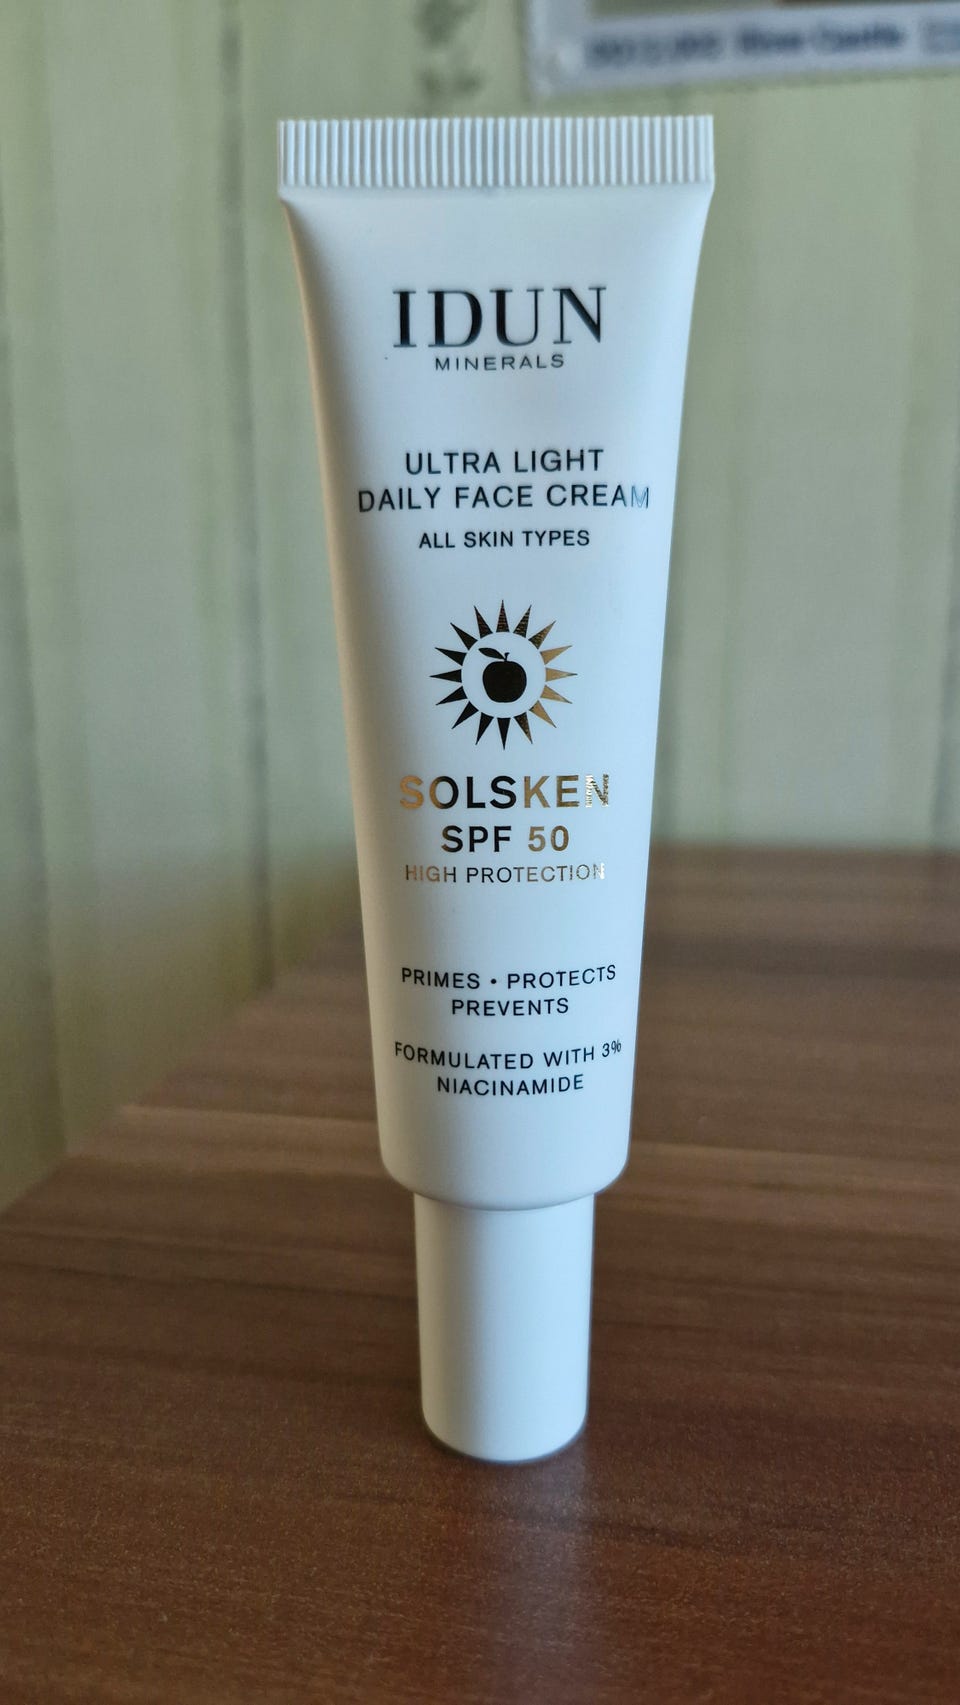 IDUN
MINERALS
ULTRA LIGHT
DAILY FACE CREAM
ALL SKIN TYPES
SOLSKEN
SPF 50
HIGH PROTECTION
PRIMES • PROTECTS
PREVENTS
FORMULATED WITH 3%
NIACINAMIDE